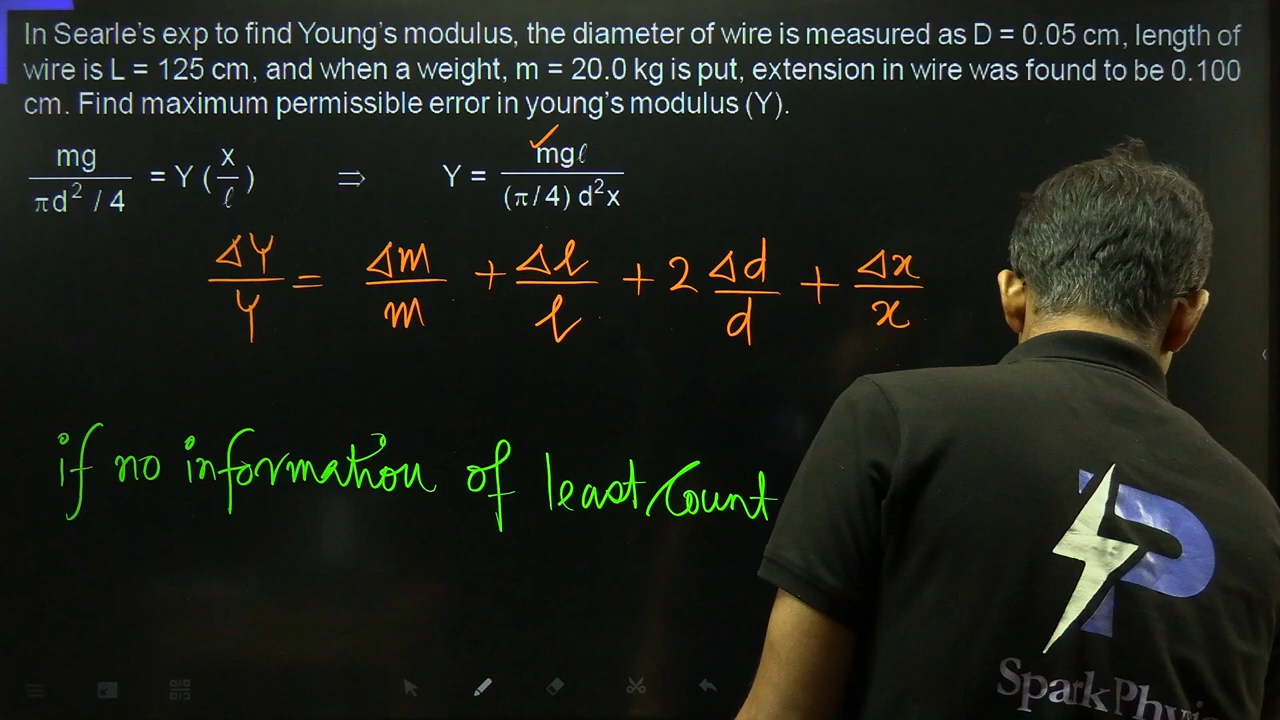 In Searle's exp to find Young's modulus, the diameter of wire is measured as D = 0.05 cm, length of
wire is L = 125 cm, and when a weight, m = 20.0 kg is put, extension in wire was found to be 0.100
cm. Find maximum permissible error in young's modulus (Y).
mg / (πd² / 4) = Y (x / ℓ) ⇒ Y = mgℓ / ((π/4) d²x)
ΔY / Y = Δm / m + Δℓ / ℓ + 2 Δd / d + Δx / x
if no information of least count
P
Spark